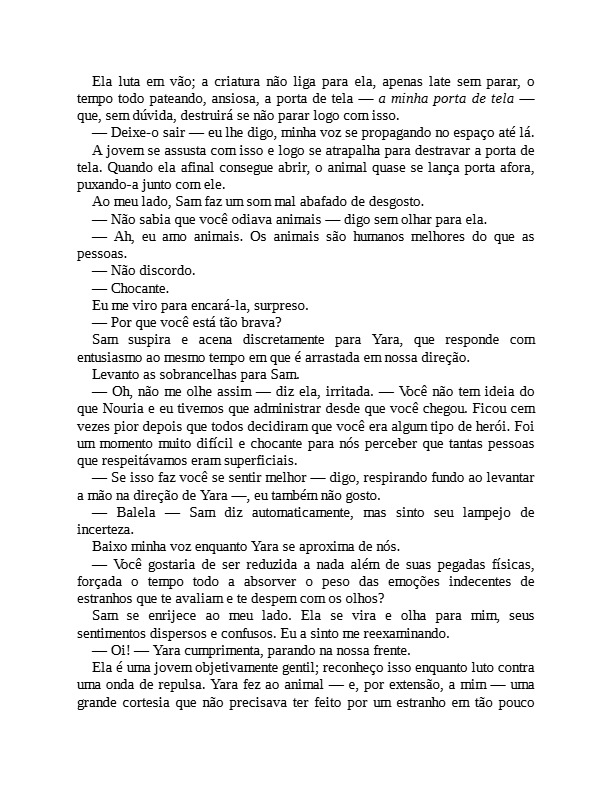 Ela luta em vão; a criatura não liga para ela, apenas late sem parar, o
tempo todo pateando, ansiosa, a porta de tela — a minha porta de tela —
que, sem dúvida, destruirá se não parar logo com isso.
— Deixe-o sair — eu lhe digo, minha voz se propagando no espaço até lá.
A jovem se assusta com isso e logo se atrapalha para destravar a porta de
tela. Quando ela afinal consegue abrir, o animal quase se lança porta afora,
puxando-a junto com ele.
Ao meu lado, Sam faz um som mal abafado de desgosto.
— Não sabia que você odiava animais — digo sem olhar para ela.
— Ah, eu amo animais. Os animais são humanos melhores do que as
pessoas.
— Não discordo.
— Chocante.
Eu me viro para encará-la, surpreso.
— Por que você está tão brava?
Sam suspira e acena discretamente para Yara, que responde com
entusiasmo ao mesmo tempo em que é arrastada em nossa direção.
Levanto as sobrancelhas para Sam.
— Oh, não me olhe assim — diz ela, irritada. — Você não tem ideia do
que Nouria e eu tivemos que administrar desde que você chegou. Ficou cem
vezes pior depois que todos decidiram que você era algum tipo de herói. Foi
um momento muito difícil e chocante para nós perceber que tantas pessoas
que respeitávamos eram superficiais.
— Se isso faz você se sentir melhor — digo, respirando fundo ao levantar
a mão na direção de Yara —, eu também não gosto.
— Balela — Sam diz automaticamente, mas sinto seu lampejo de
incerteza.
Baixo minha voz enquanto Yara se aproxima de nós.
— Você gostaria de ser reduzida a nada além de suas pegadas físicas,
forçada o tempo todo a absorver o peso das emoções indecentes de
estranhos que te avaliam e te despem com os olhos?
Sam se enrijece ao meu lado. Ela se vira e olha para mim, seus
sentimentos dispersos e confusos. Eu a sinto me reexaminando.
— Oi! — Yara cumprimenta, parando na nossa frente.
Ela é uma jovem objetivamente gentil; reconheço isso enquanto luto contra
uma onda de repulsa. Yara fez ao animal — e, por extensão, a mim — uma
grande cortesia que não precisava ter feito por um estranho em tão pouco